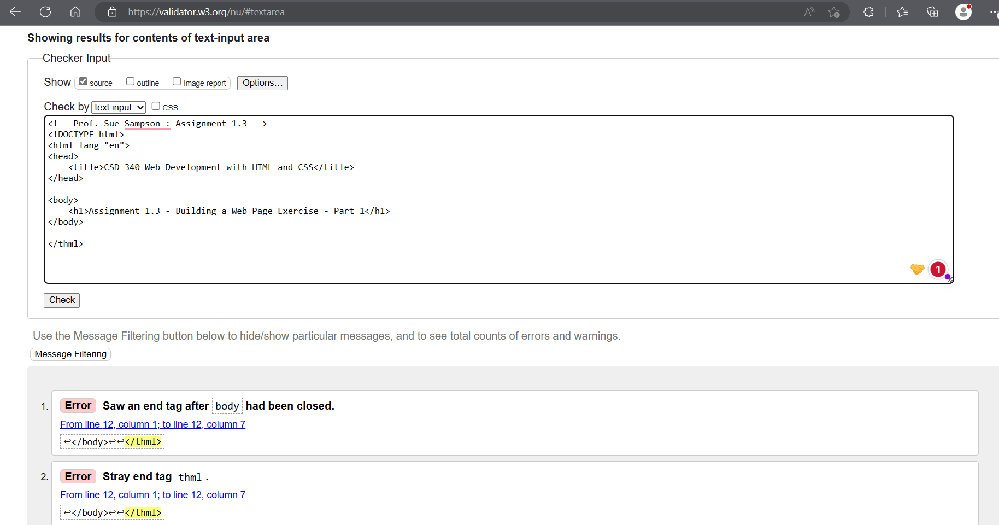 https://validator.w3.org/nu/#textarea
Showing results for contents of text-input area
Checker Input
Show source outline image report Options...
Check by text input CSS
<!-- Prof. Sue Sampson : Assignment 1.3 -->
<!DOCTYPE html>
<html lang="en">
<head>
    <title>CSD 340 Web Development with HTML and CSS</title>
</head>
<body>
    <h1>Assignment 1.3 - Building a Web Page Exercise - Part 1</h1>
</body>
</thml>
1
Check
Use the Message Filtering button below to hide/show particular messages, and to see total counts of errors and warnings.
Message Filtering
1. Error Saw an end tag after body had been closed.
From line 12, column 1; to line 12, column 7
↩</body>↩↩</thml>
2. Error Stray end tag thml.
From line 12, column 1; to line 12, column 7
↩</body>↩↩</thml>